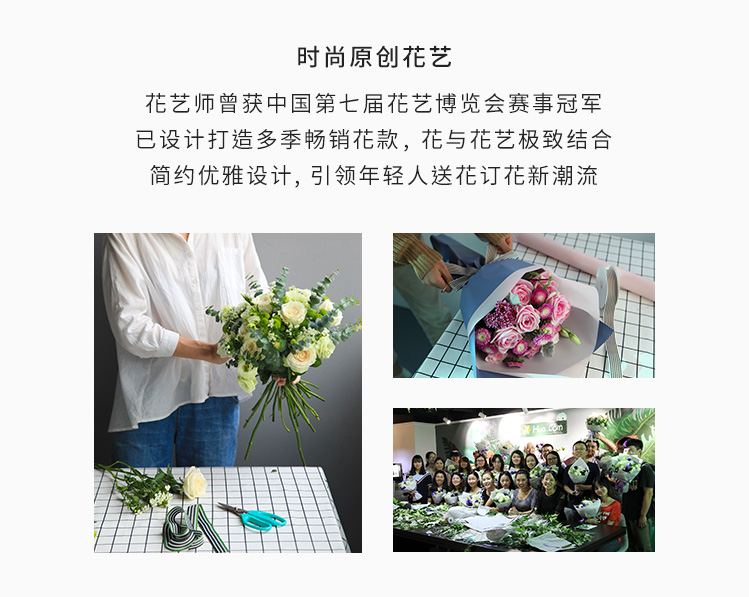 时尚原创花艺
花艺师曾获中国第七届花艺博览会赛事冠军
已设计打造多季畅销花款, 花与花艺极致结合
简约优雅设计, 引领年轻人送花订花新潮流
Hua.Com